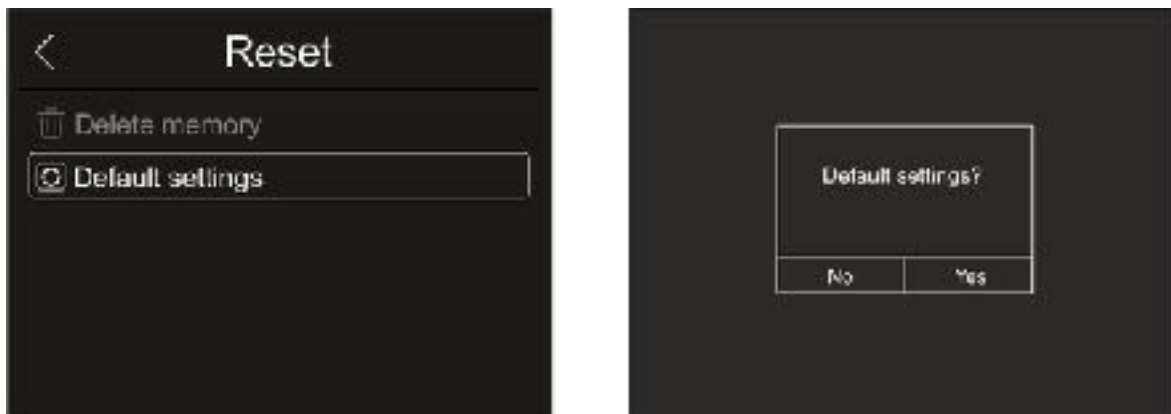 Reset
Delete memory
Default settings
Default settings?
No
Yes